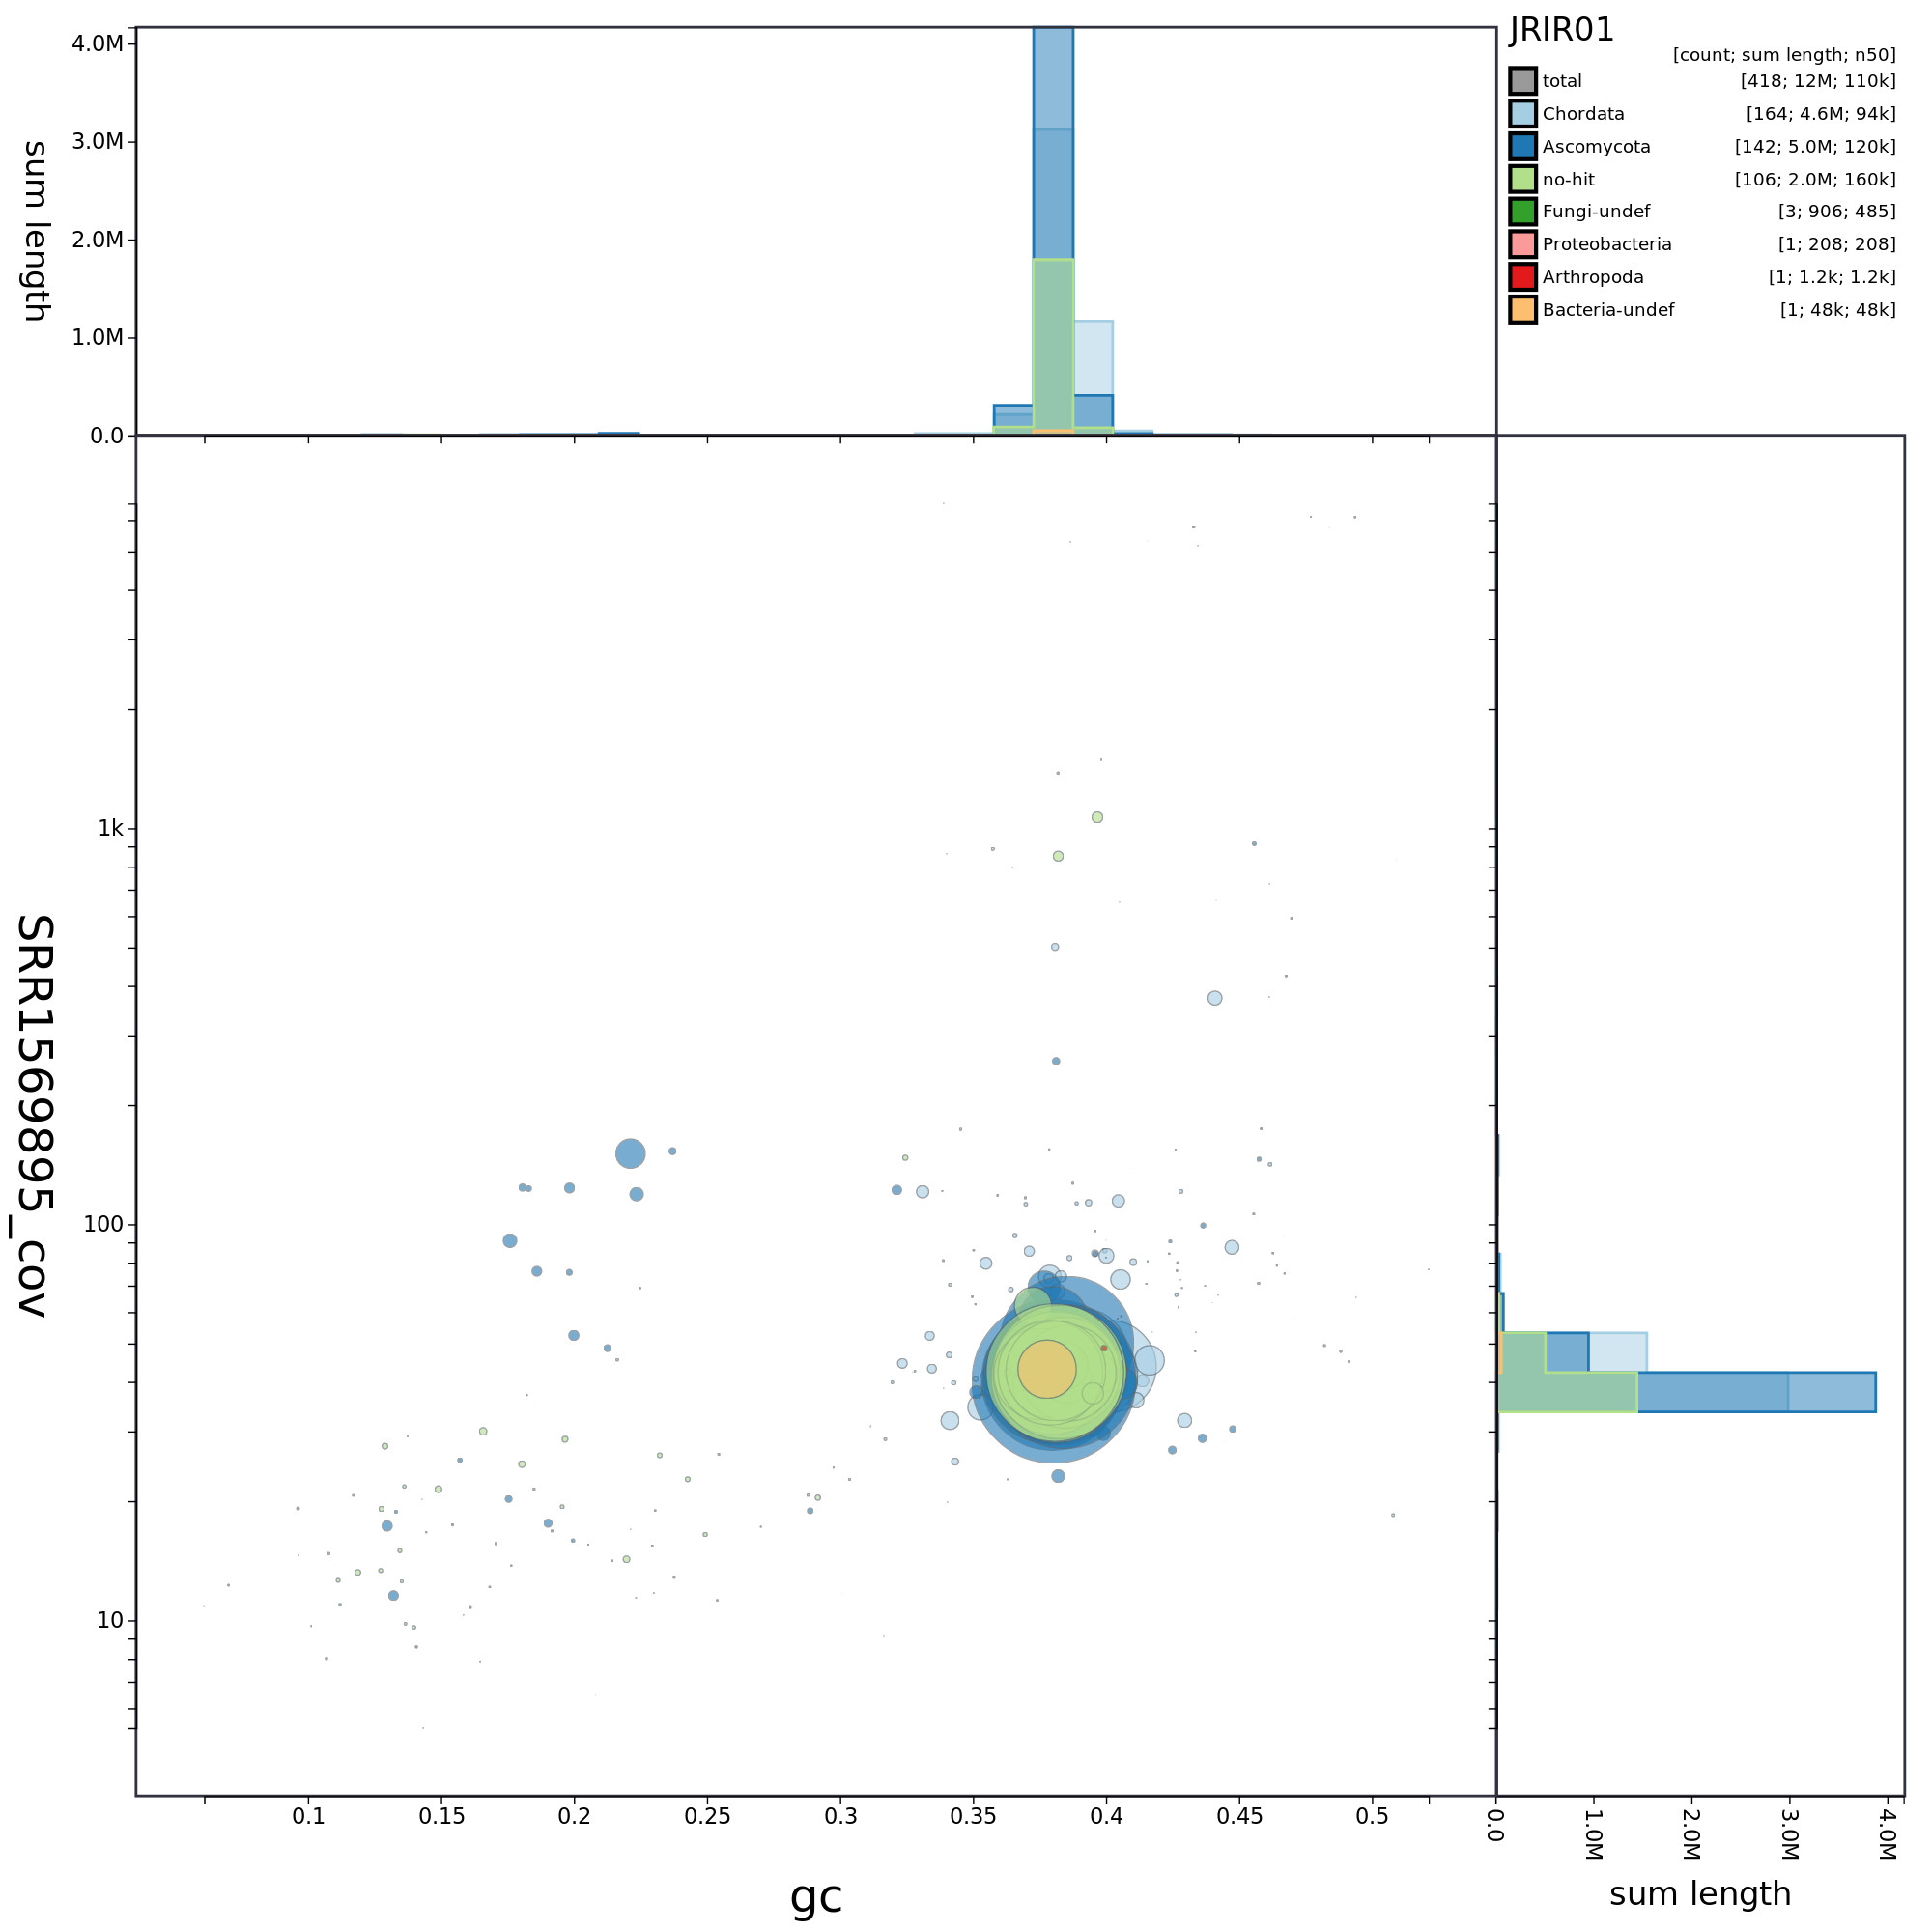 JRIR01
[count; sum length; n50]
total [418; 12M; 110k]
Chordata [164; 4.6M; 94k]
Ascomycota [142; 5.0M; 120k]
no-hit [106; 2.0M; 160k]
Fungi-undef [3; 906; 485]
Proteobacteria [1; 208; 208]
Arthropoda [1; 1.2k; 1.2k]
Bacteria-undef [1; 48k; 48k]
sum length
4.0M
3.0M
2.0M
1.0M
0.0
SRR1569895_cov
1k
100
10
0.1 0.15 0.2 0.25 0.3 0.35 0.4 0.45 0.5
gc
0.0 1.0M 2.0M 3.0M 4.0M
sum length